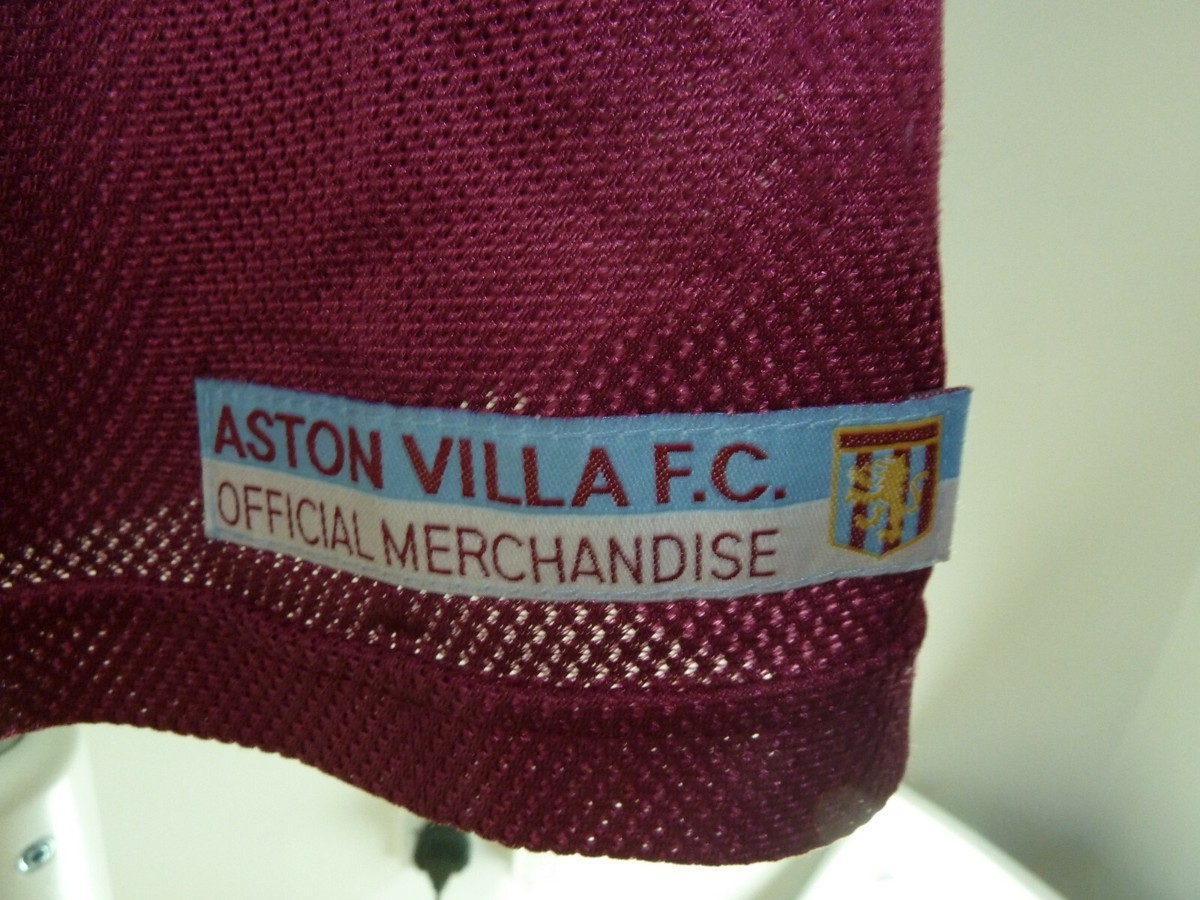 ASTON VILLA F.C.
OFFICIAL MERCHANDISE